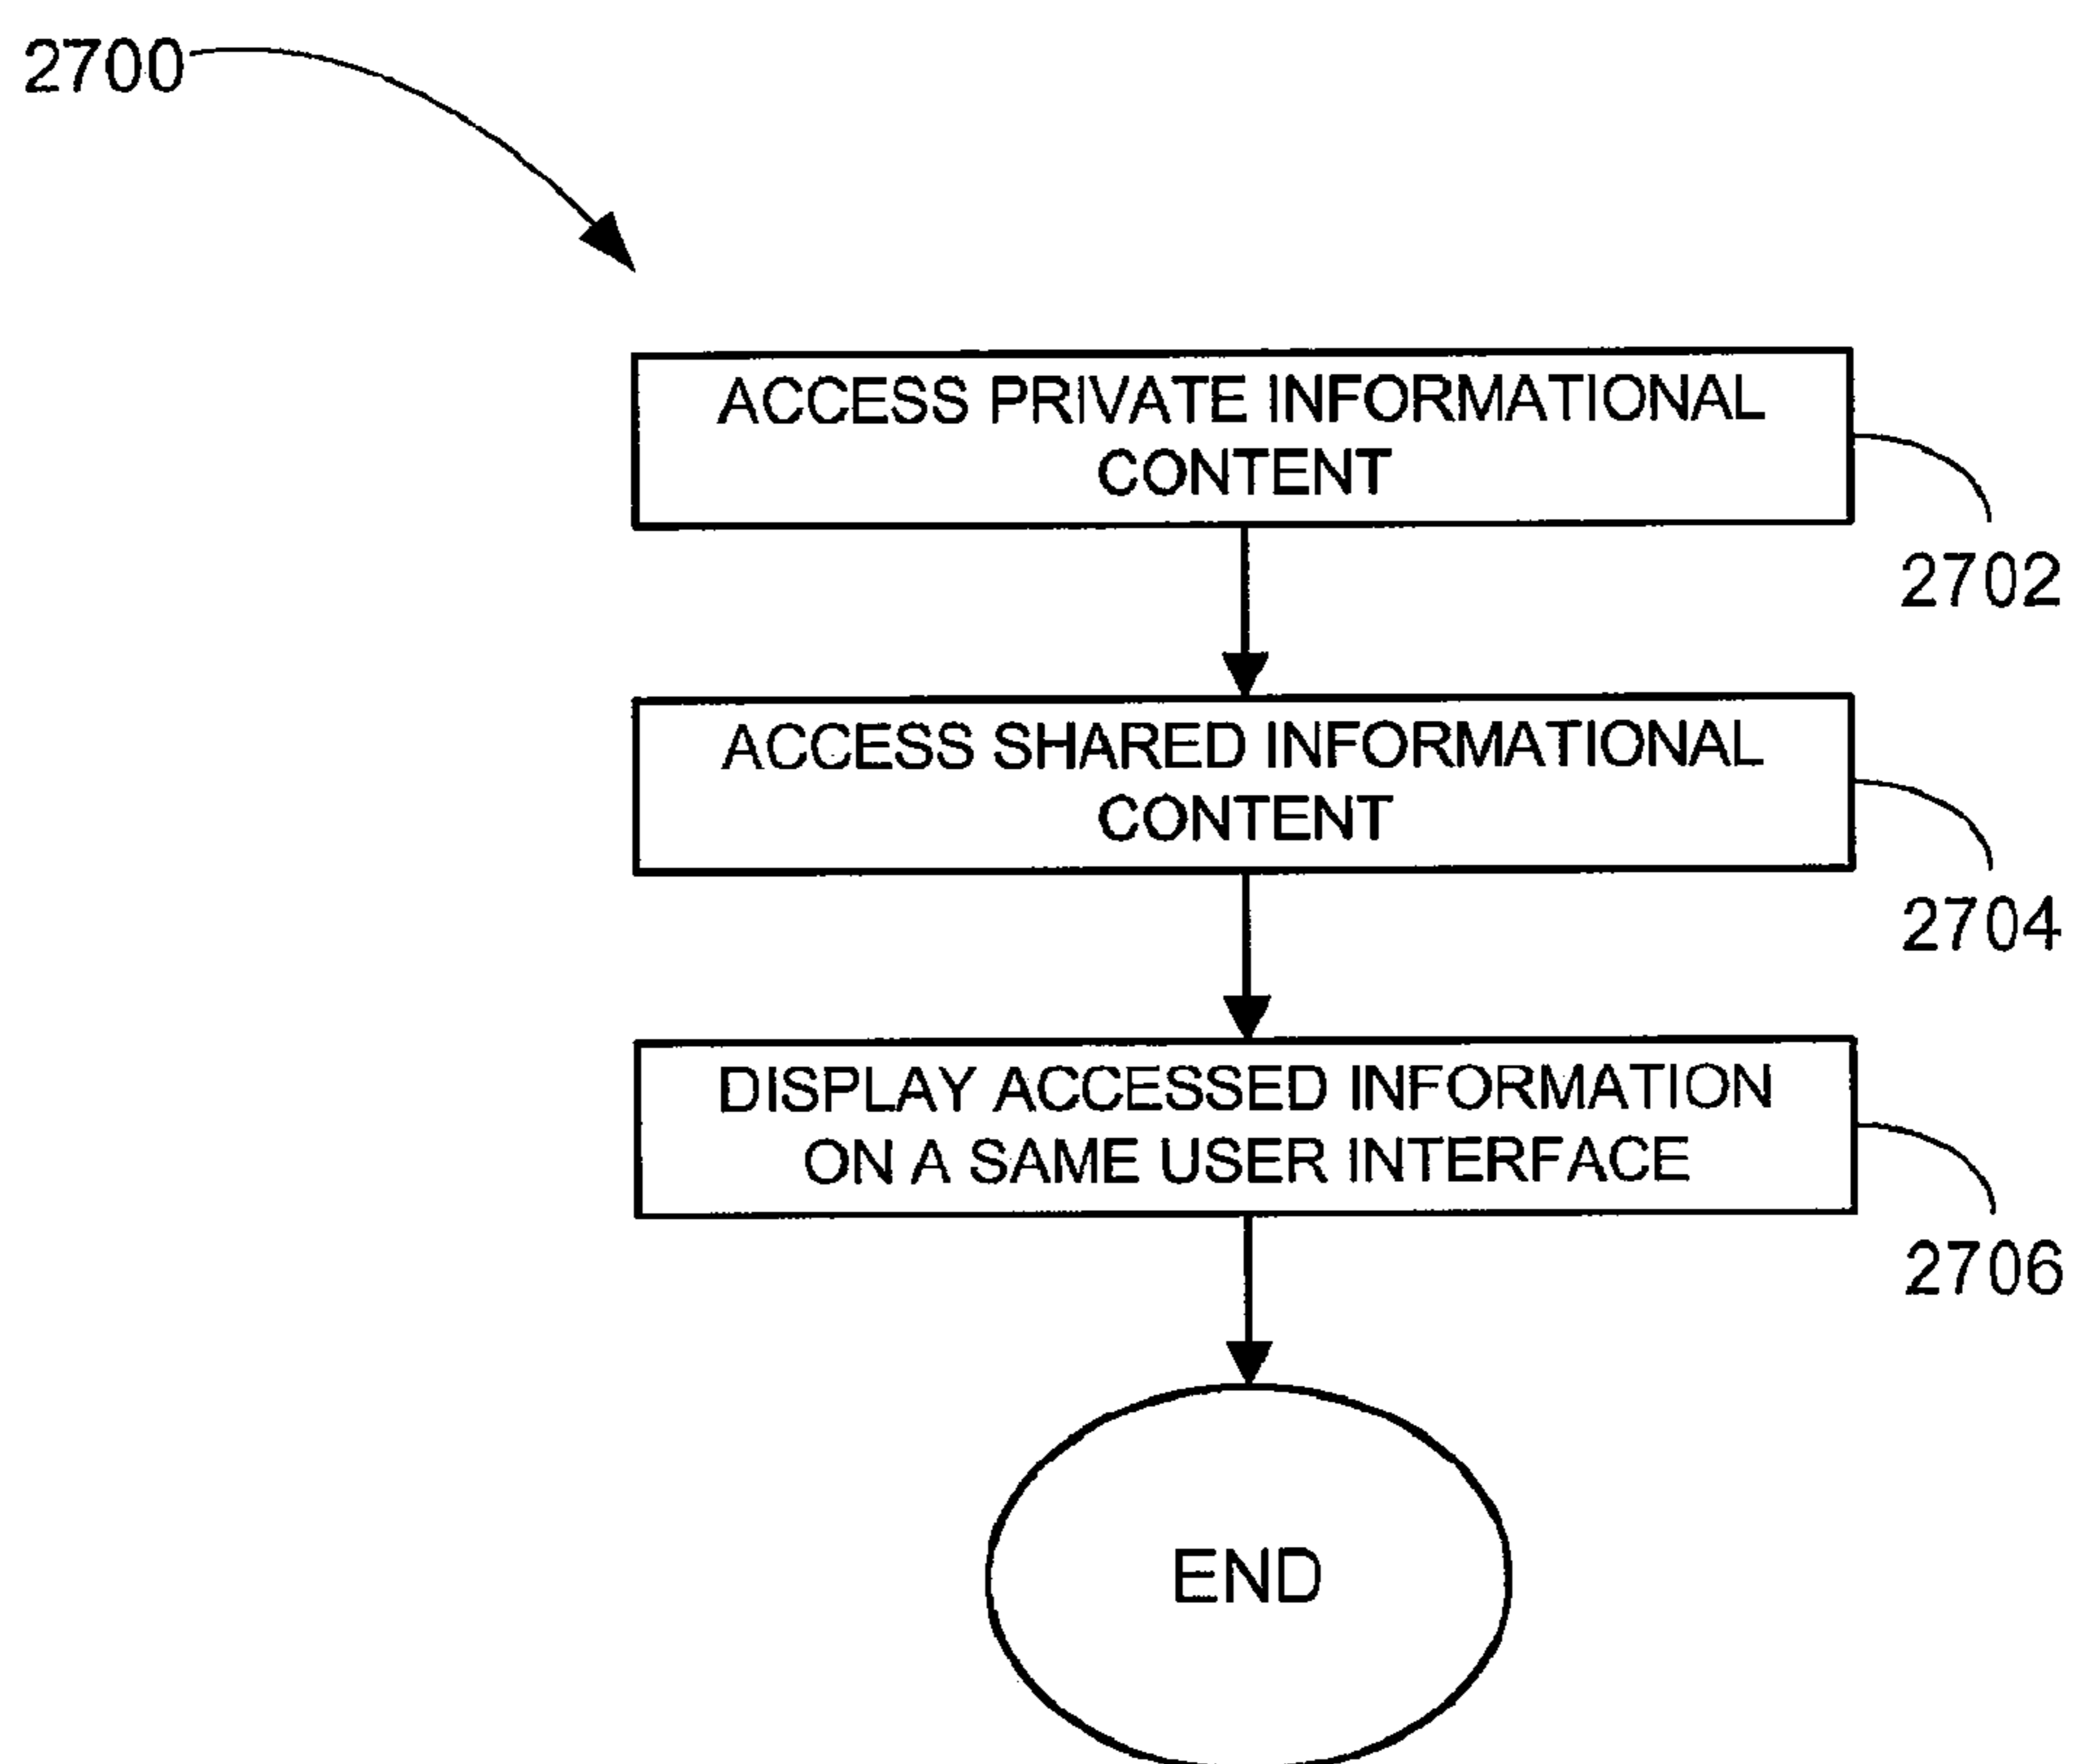 2700
ACCESS PRIVATE INFORMATIONAL
CONTENT
2702
ACCESS SHARED INFORMATIONAL
CONTENT
2704
DISPLAY ACCESSED INFORMATION
ON A SAME USER INTERFACE
2706
END